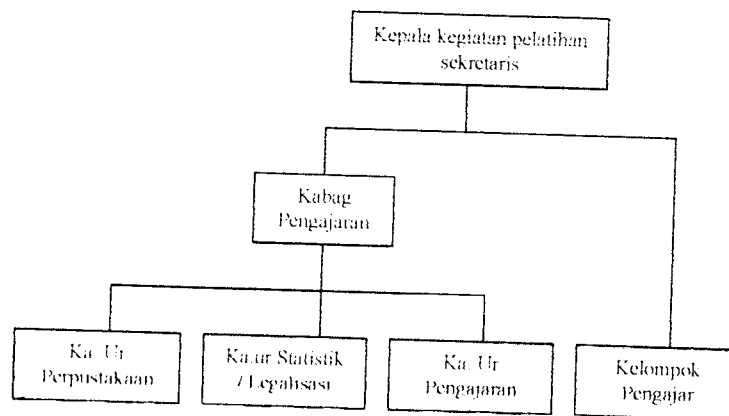 Kepala kegiatan pelatihan
sekretaris
Kabag
Pengajaran
Ka. Ur
Perpustakaan
Ka.ur Statistik
/ Legalisasi
Ka. Ur
Pengajaran
Kelompok
Pengajar